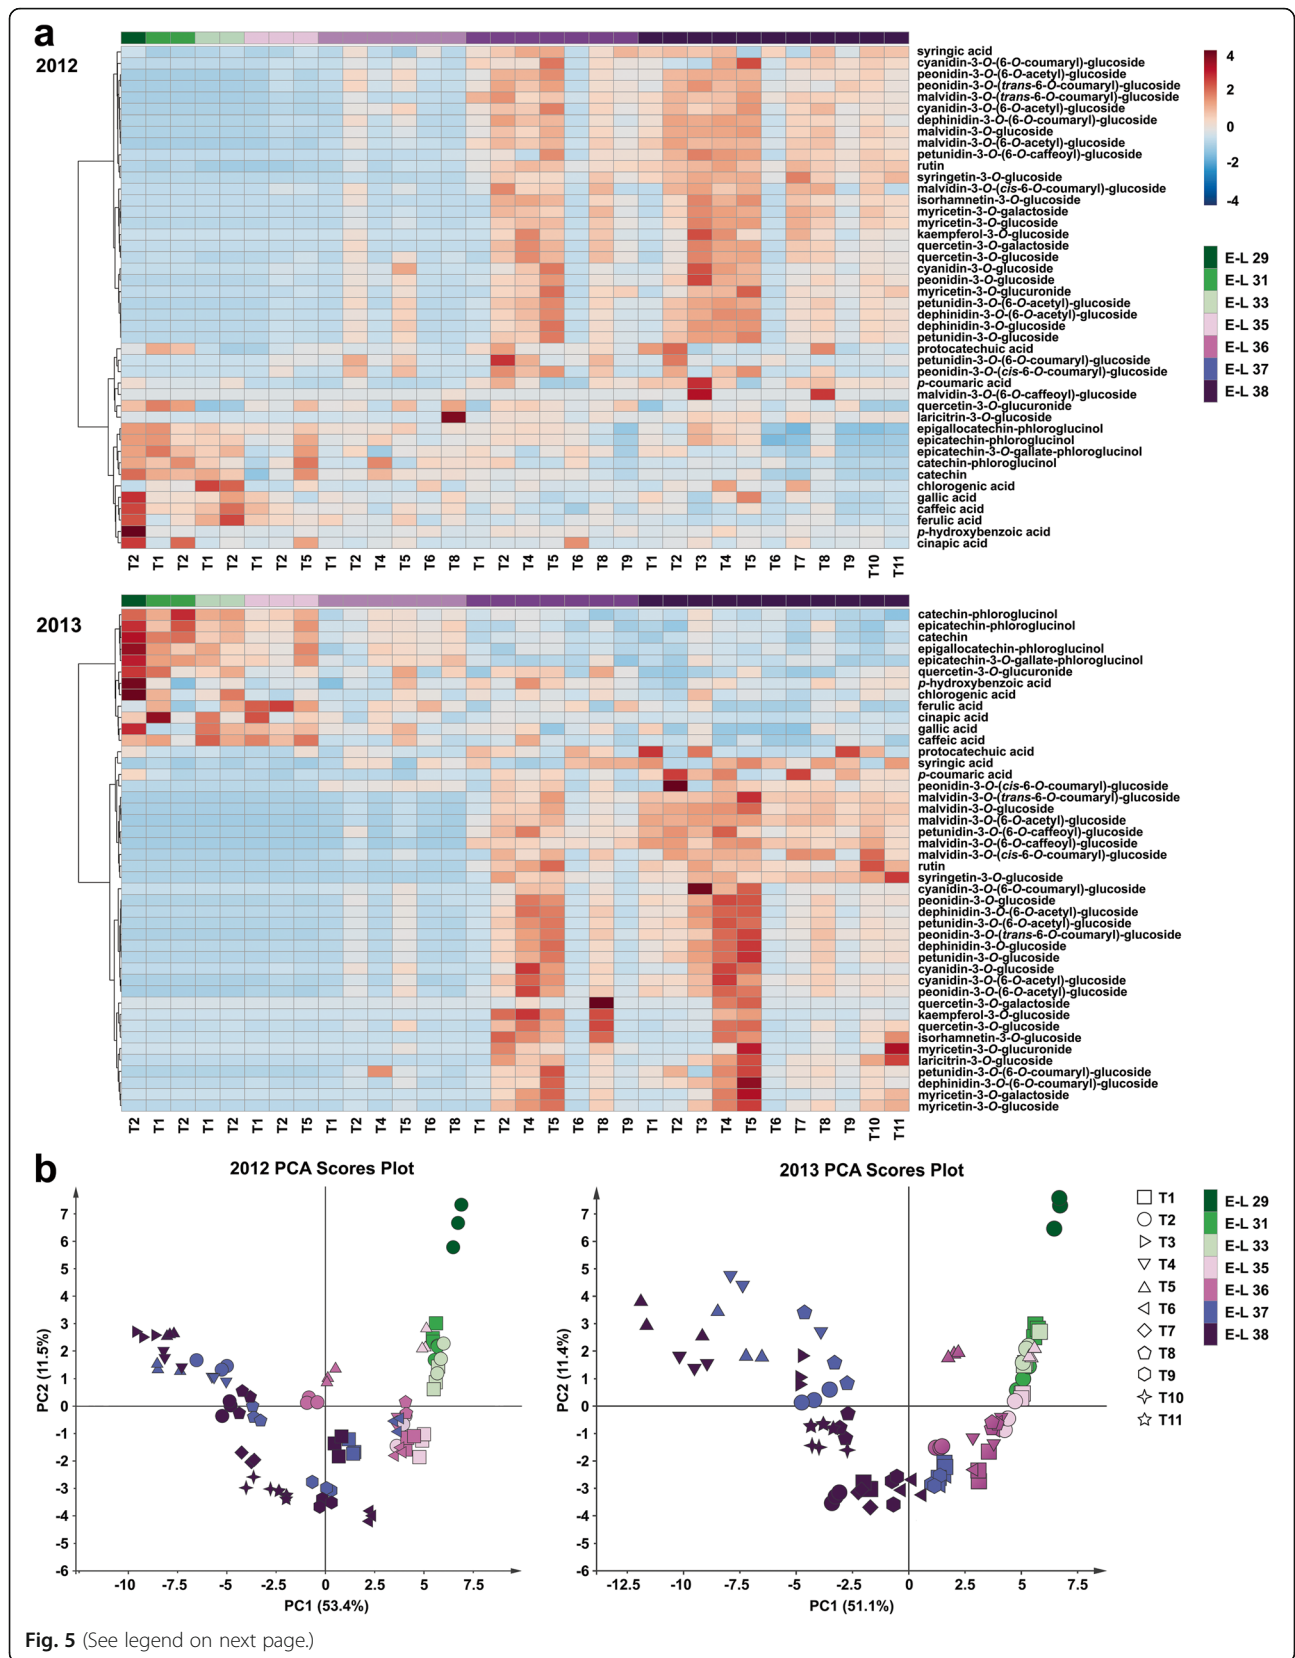 a
2012
syringic acid
cyanidin-3-O-(6-O-coumaryl)-glucoside
peonidin-3-O-(6-O-acetyl)-glucoside
peonidin-3-O-(trans-6-O-coumaryl)-glucoside
malvidin-3-O-(trans-6-O-coumaryl)-glucoside
cyanidin-3-O-(6-O-acetyl)-glucoside
dephinidin-3-O-(6-O-coumaryl)-glucoside
malvidin-3-O-glucoside
malvidin-3-O-(6-O-acetyl)-glucoside
petunidin-3-O-(6-O-caffeoyl)-glucoside
rutin
syringetin-3-O-glucoside
malvidin-3-O-(cis-6-O-coumaryl)-glucoside
isorhamnetin-3-O-glucoside
myricetin-3-O-galactoside
myricetin-3-O-glucoside
kaempferol-3-O-glucoside
quercetin-3-O-galactoside
quercetin-3-O-glucoside
cyanidin-3-O-glucoside
peonidin-3-O-glucoside
myricetin-3-O-glucuronide
petunidin-3-O-(6-O-acetyl)-glucoside
dephinidin-3-O-(6-O-acetyl)-glucoside
dephinidin-3-O-glucoside
petunidin-3-O-glucoside
protocatechuic acid
petunidin-3-O-(6-O-coumaryl)-glucoside
peonidin-3-O-(cis-6-O-coumaryl)-glucoside
p-coumaric acid
malvidin-3-O-(6-O-caffeoyl)-glucoside
quercetin-3-O-glucuronide
laricitrin-3-O-glucoside
epigallocatechin-phloroglucinol
epicatechin-phloroglucinol
epicatechin-3-O-gallate-phloroglucinol
catechin-phloroglucinol
catechin
chlorogenic acid
gallic acid
caffeic acid
ferulic acid
p-hydroxybenzoic acid
cinapic acid
T2 T1 T2 T1 T2 T1 T2 T5 T1 T2 T4 T5 T6 T8 T1 T2 T4 T5 T6 T8 T9 T1 T2 T3 T4 T5 T6 T7 T8 T9 T10 T11
4
2
0
-2
-4
E-L 29
E-L 31
E-L 33
E-L 35
E-L 36
E-L 37
E-L 38
2013
catechin-phloroglucinol
epicatechin-phloroglucinol
catechin
epigallocatechin-phloroglucinol
epicatechin-3-O-gallate-phloroglucinol
quercetin-3-O-glucuronide
p-hydroxybenzoic acid
chlorogenic acid
ferulic acid
cinapic acid
gallic acid
caffeic acid
protocatechuic acid
syringic acid
p-coumaric acid
peonidin-3-O-(cis-6-O-coumaryl)-glucoside
malvidin-3-O-(trans-6-O-coumaryl)-glucoside
malvidin-3-O-glucoside
malvidin-3-O-(6-O-acetyl)-glucoside
petunidin-3-O-(6-O-caffeoyl)-glucoside
malvidin-3-O-(6-O-caffeoyl)-glucoside
malvidin-3-O-(cis-6-O-coumaryl)-glucoside
rutin
syringetin-3-O-glucoside
cyanidin-3-O-(6-O-coumaryl)-glucoside
peonidin-3-O-glucoside
dephinidin-3-O-(6-O-acetyl)-glucoside
petunidin-3-O-(6-O-acetyl)-glucoside
peonidin-3-O-(trans-6-O-coumaryl)-glucoside
dephinidin-3-O-glucoside
petunidin-3-O-glucoside
cyanidin-3-O-glucoside
cyanidin-3-O-(6-O-acetyl)-glucoside
peonidin-3-O-(6-O-acetyl)-glucoside
quercetin-3-O-galactoside
kaempferol-3-O-glucoside
quercetin-3-O-glucoside
isorhamnetin-3-O-glucoside
myricetin-3-O-glucuronide
laricitrin-3-O-glucoside
petunidin-3-O-(6-O-coumaryl)-glucoside
dephinidin-3-O-(6-O-coumaryl)-glucoside
myricetin-3-O-galactoside
myricetin-3-O-glucoside
T2 T1 T2 T1 T2 T1 T2 T5 T1 T2 T4 T5 T6 T8 T1 T2 T4 T5 T6 T8 T9 T1 T2 T3 T4 T5 T6 T7 T8 T9 T10 T11
b
2012 PCA Scores Plot
PC2 (11.5%)
7
6
5
4
3
2
1
0
-1
-2
-3
-4
-5
-6
-10 -7.5 -5 -2.5 0 2.5 5 7.5
PC1 (53.4%)
2013 PCA Scores Plot
PC2 (11.4%)
7
6
5
4
3
2
1
0
-1
-2
-3
-4
-5
-6
-12.5 -10 -7.5 -5 -2.5 0 2.5 5 7.5
PC1 (51.1%)
T1
T2
T3
T4
T5
T6
T7
T8
T9
T10
T11
E-L 29
E-L 31
E-L 33
E-L 35
E-L 36
E-L 37
E-L 38
Fig. 5 (See legend on next page.)